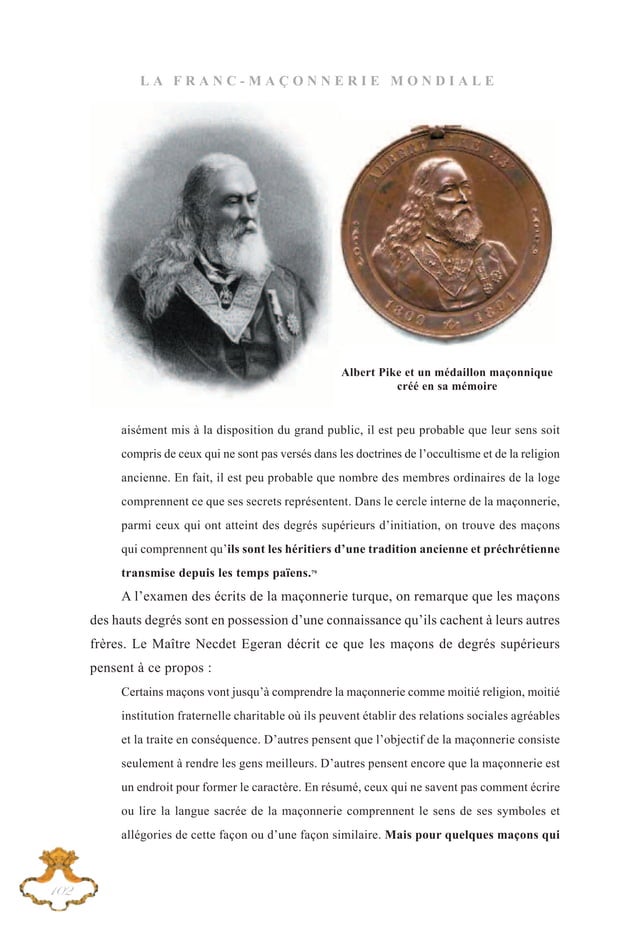 LA FRANC-MAÇONNERIE MONDIALE
ALBERT PIKE 33
1809 1891
Albert Pike et un médaillon maçonnique
créé en sa mémoire
aisément mis à la disposition du grand public, il est peu probable que leur sens soit
compris de ceux qui ne sont pas versés dans les doctrines de l’occultisme et de la religion
ancienne. En fait, il est peu probable que nombre des membres ordinaires de la loge
comprennent ce que ses secrets représentent. Dans le cercle interne de la maçonnerie,
parmi ceux qui ont atteint des degrés supérieurs d’initiation, on trouve des maçons
qui comprennent qu’ils sont les héritiers d’une tradition ancienne et préchrétienne
transmise depuis les temps païens.⁷⁸
A l’examen des écrits de la maçonnerie turque, on remarque que les maçons
des hauts degrés sont en possession d’une connaissance qu’ils cachent à leurs autres
frères. Le Maître Necdet Egeran décrit ce que les maçons de degrés supérieurs
pensent à ce propos :
Certains maçons vont jusqu’à comprendre la maçonnerie comme moitié religion, moitié
institution fraternelle charitable où ils peuvent établir des relations sociales agréables
et la traite en conséquence. D’autres pensent que l’objectif de la maçonnerie consiste
seulement à rendre les gens meilleurs. D’autres pensent encore que la maçonnerie est
un endroit pour former le caractère. En résumé, ceux qui ne savent pas comment écrire
ou lire la langue sacrée de la maçonnerie comprennent le sens de ses symboles et
allégories de cette façon ou d’une façon similaire. Mais pour quelques maçons qui
102